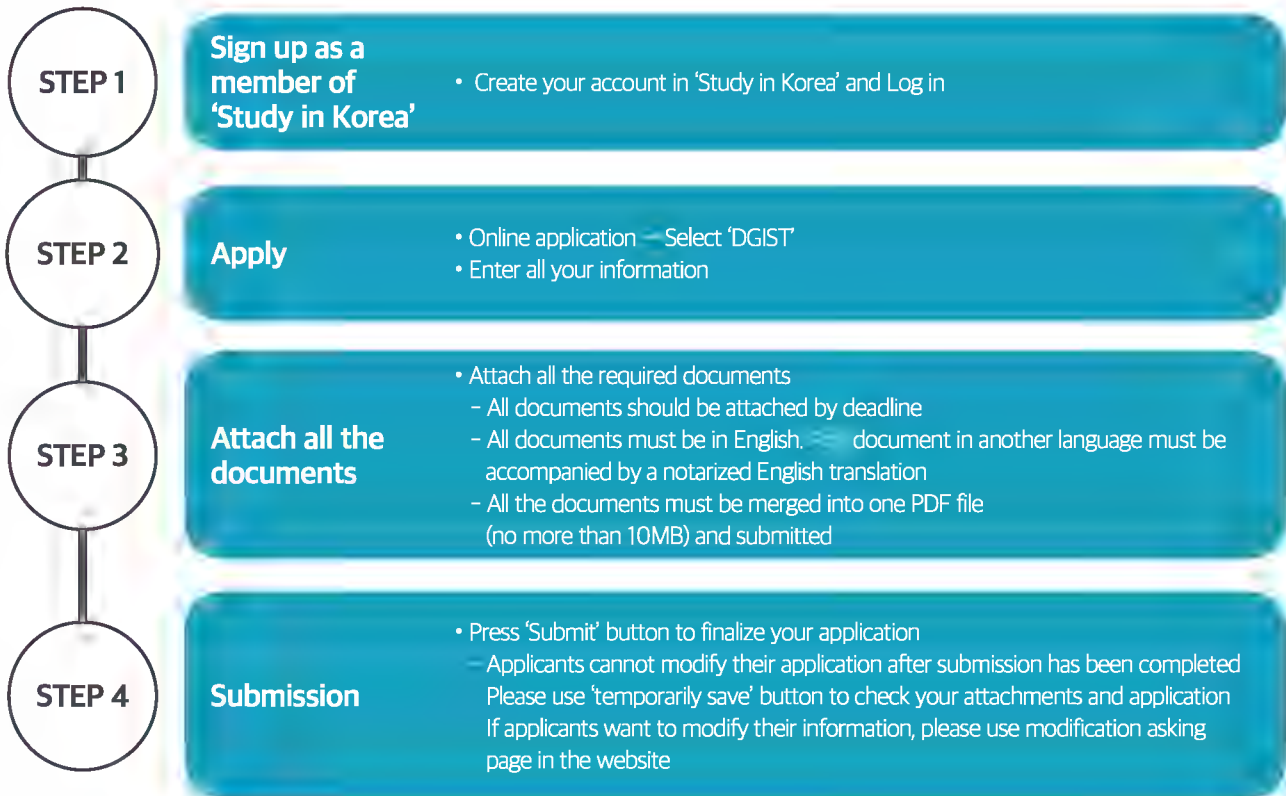 STEP 1
Sign up as a
member of
‘Study in Korea’
• Create your account in ‘Study in Korea’ and Log in
STEP 2
Apply
• Online application – Select ‘DGIST’
• Enter all your information
STEP 3
Attach all the
documents
• Attach all the required documents
– All documents should be attached by deadline
– All documents must be in English. document in another language must be
accompanied by a notarized English translation
– All the documents must be merged into one PDF file
(no more than 10MB) and submitted
STEP 4
Submission
• Press ‘Submit’ button to finalize your application
– Applicants cannot modify their application after submission has been completed
Please use ‘temporarily save’ button to check your attachments and application
If applicants want to modify their information, please use modification asking
page in the website